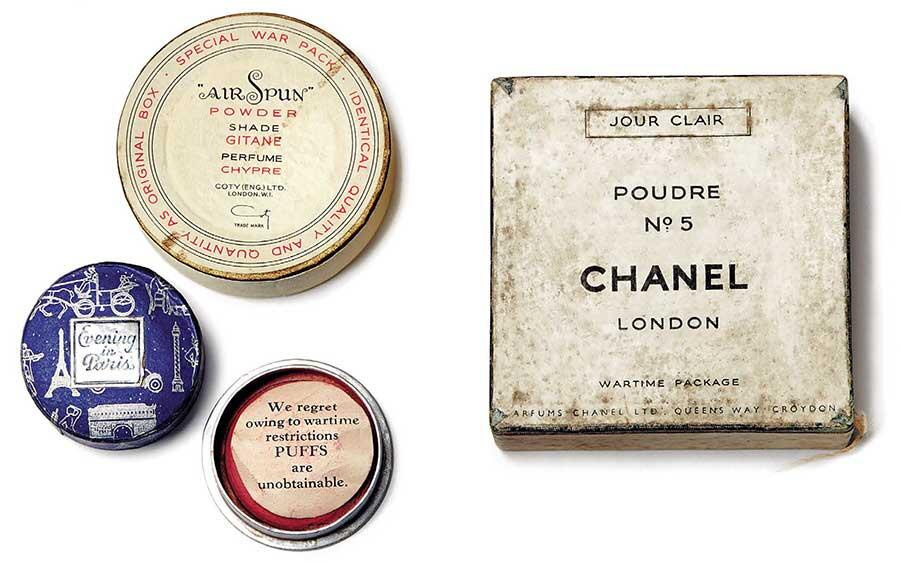 SPECIAL WAR PACK · IDENTICAL QUALITY AND QUANTITY AS ORIGINAL BOX ·
"AIRSPUN"
POWDER
SHADE
GITANE
PERFUME
CHYPRE
COTY (ENG.) LTD.
LONDON. W.I.
Coty
TRADE MARK
Evening
in
Paris
We regret
owing to wartime
restrictions
PUFFS
are
unobtainable.
JOUR CLAIR
POUDRE
Nº 5
CHANEL
LONDON
WARTIME PACKAGE
ARFUMS CHANEL LTD. QUEENS WAY CROYDON